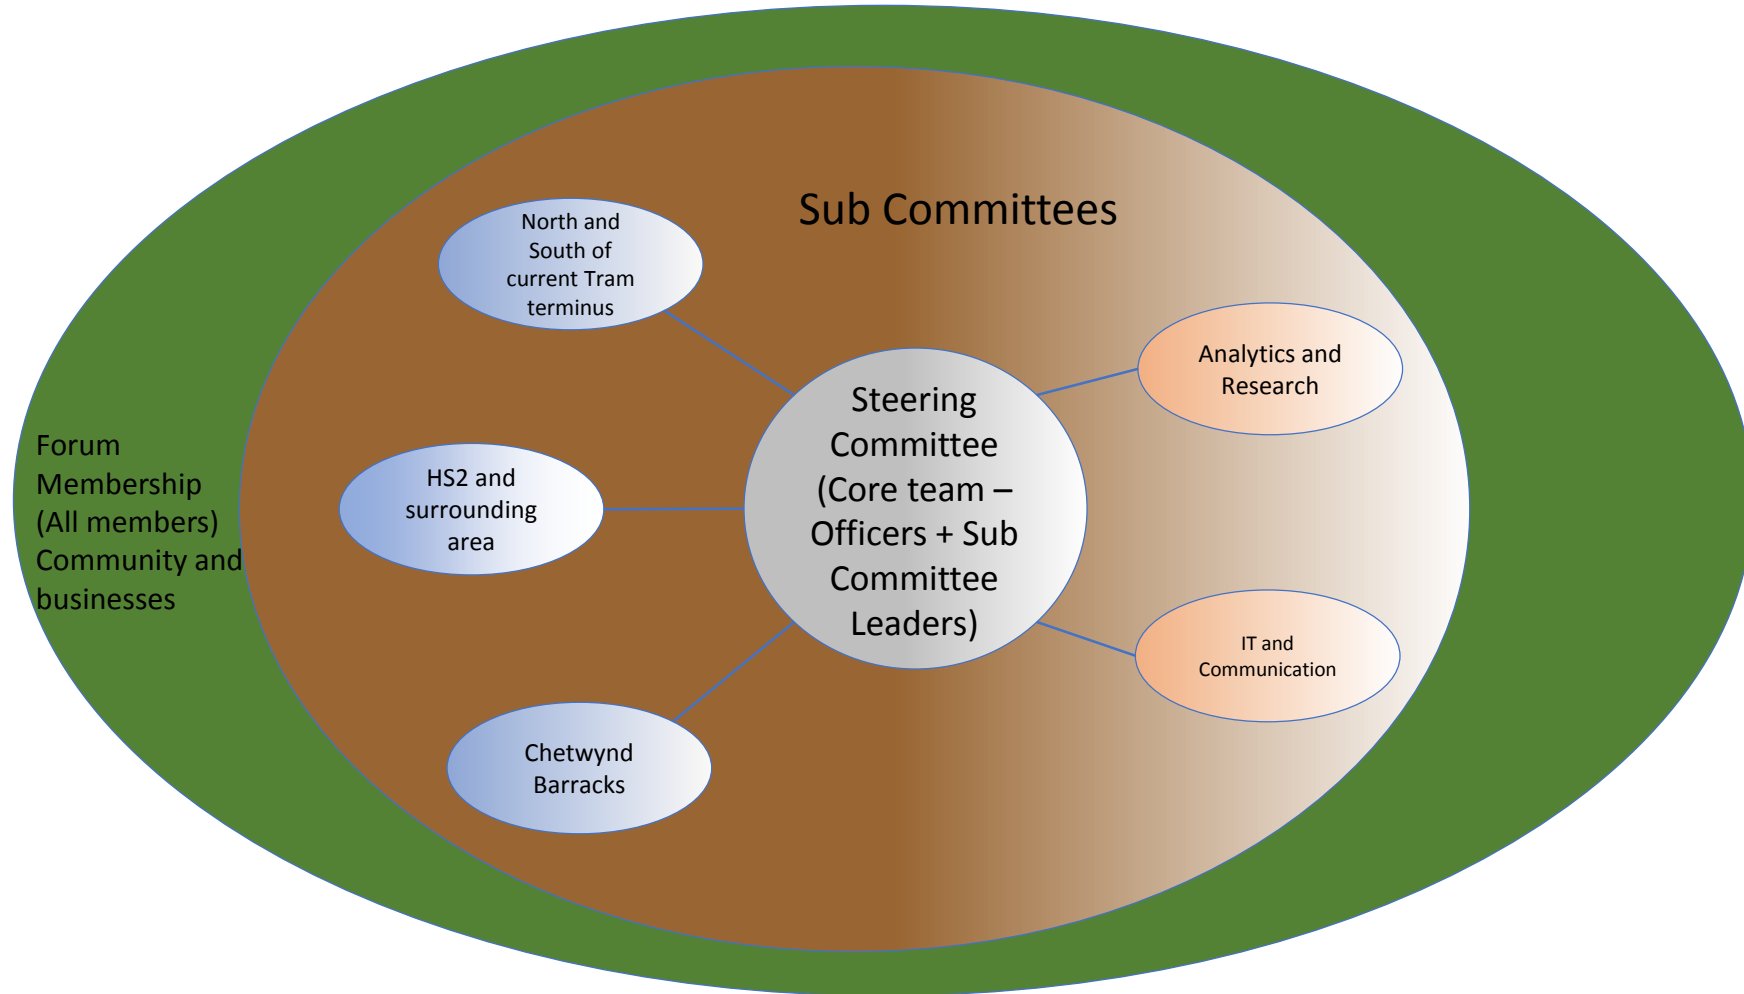 Sub Committees
North and
South of
current Tram
terminus
Analytics and
Research
Steering
Committee
(Core team –
Officers + Sub
Committee
Leaders)
Forum
Membership
(All members)
Community and
businesses
HS2 and
surrounding
area
IT and
Communication
Chetwynd
Barracks